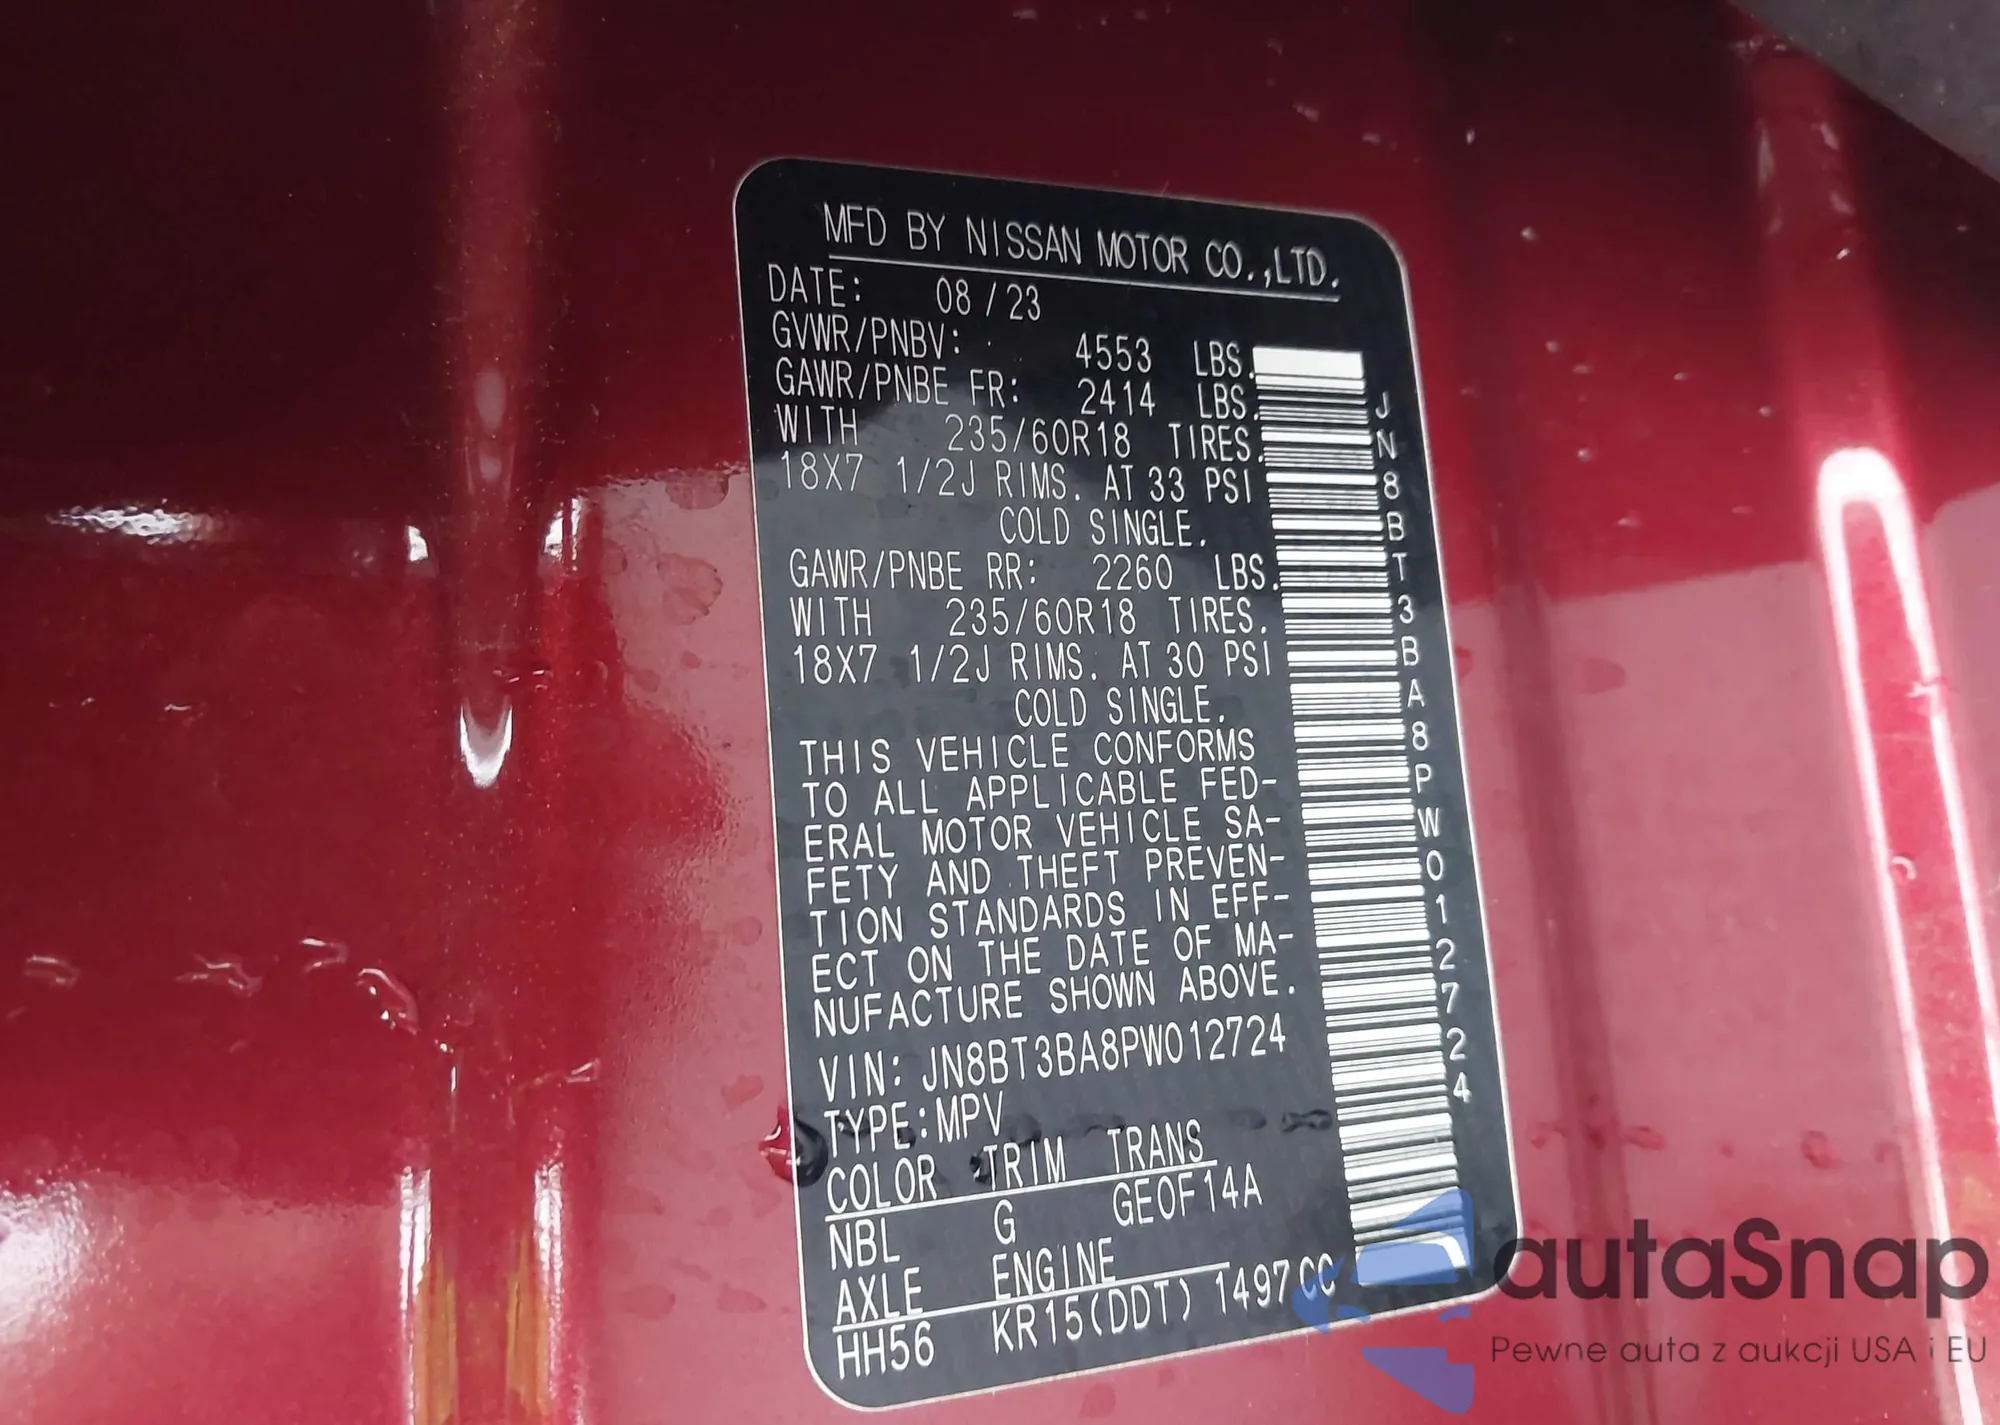 MFD BY NISSAN MOTOR CO.,LTD.
DATE: 08/23
GVWR/PNBV: 4553 LBS.
GAWR/PNBE FR: 2414 LBS.
WITH 235/60R18 TIRES.
18X7 1/2J RIMS. AT 33 PSI
COLD SINGLE.
GAWR/PNBE RR: 2260 LBS.
WITH 235/60R18 TIRES.
18X7 1/2J RIMS. AT 30 PSI
COLD SINGLE.
THIS VEHICLE CONFORMS
TO ALL APPLICABLE FED-
ERAL MOTOR VEHICLE SA-
FETY AND THEFT PREVEN-
TION STANDARDS IN EFF-
ECT ON THE DATE OF MA-
NUFACTURE SHOWN ABOVE.
VIN: JN8BT3BA8PW012724
TYPE:MPV
COLOR TRIM TRANS
NBL G GEOF14A
AXLE ENGINE
HH56 KR15(DDT) 1497CC
JN8BT3BA8PW012724
autaSnap
Pewne auta z aukcji USA i EU